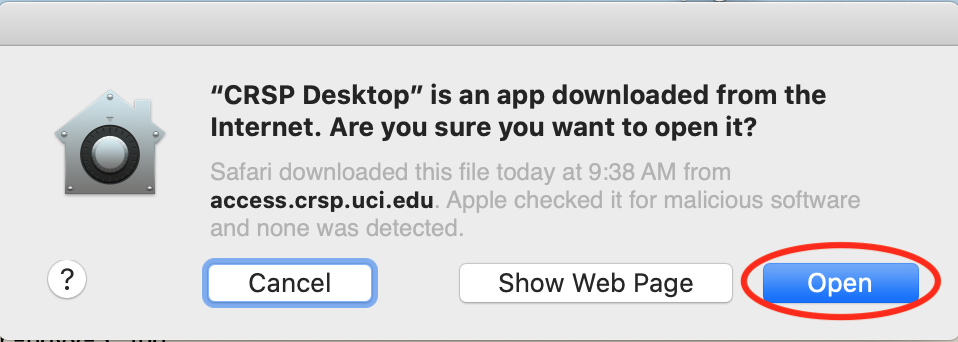 “CRSP Desktop” is an app downloaded from the
Internet. Are you sure you want to open it?
Safari downloaded this file today at 9:38 AM from
access.crsp.uci.edu. Apple checked it for malicious software
and none was detected.
?
Cancel
Show Web Page
Open